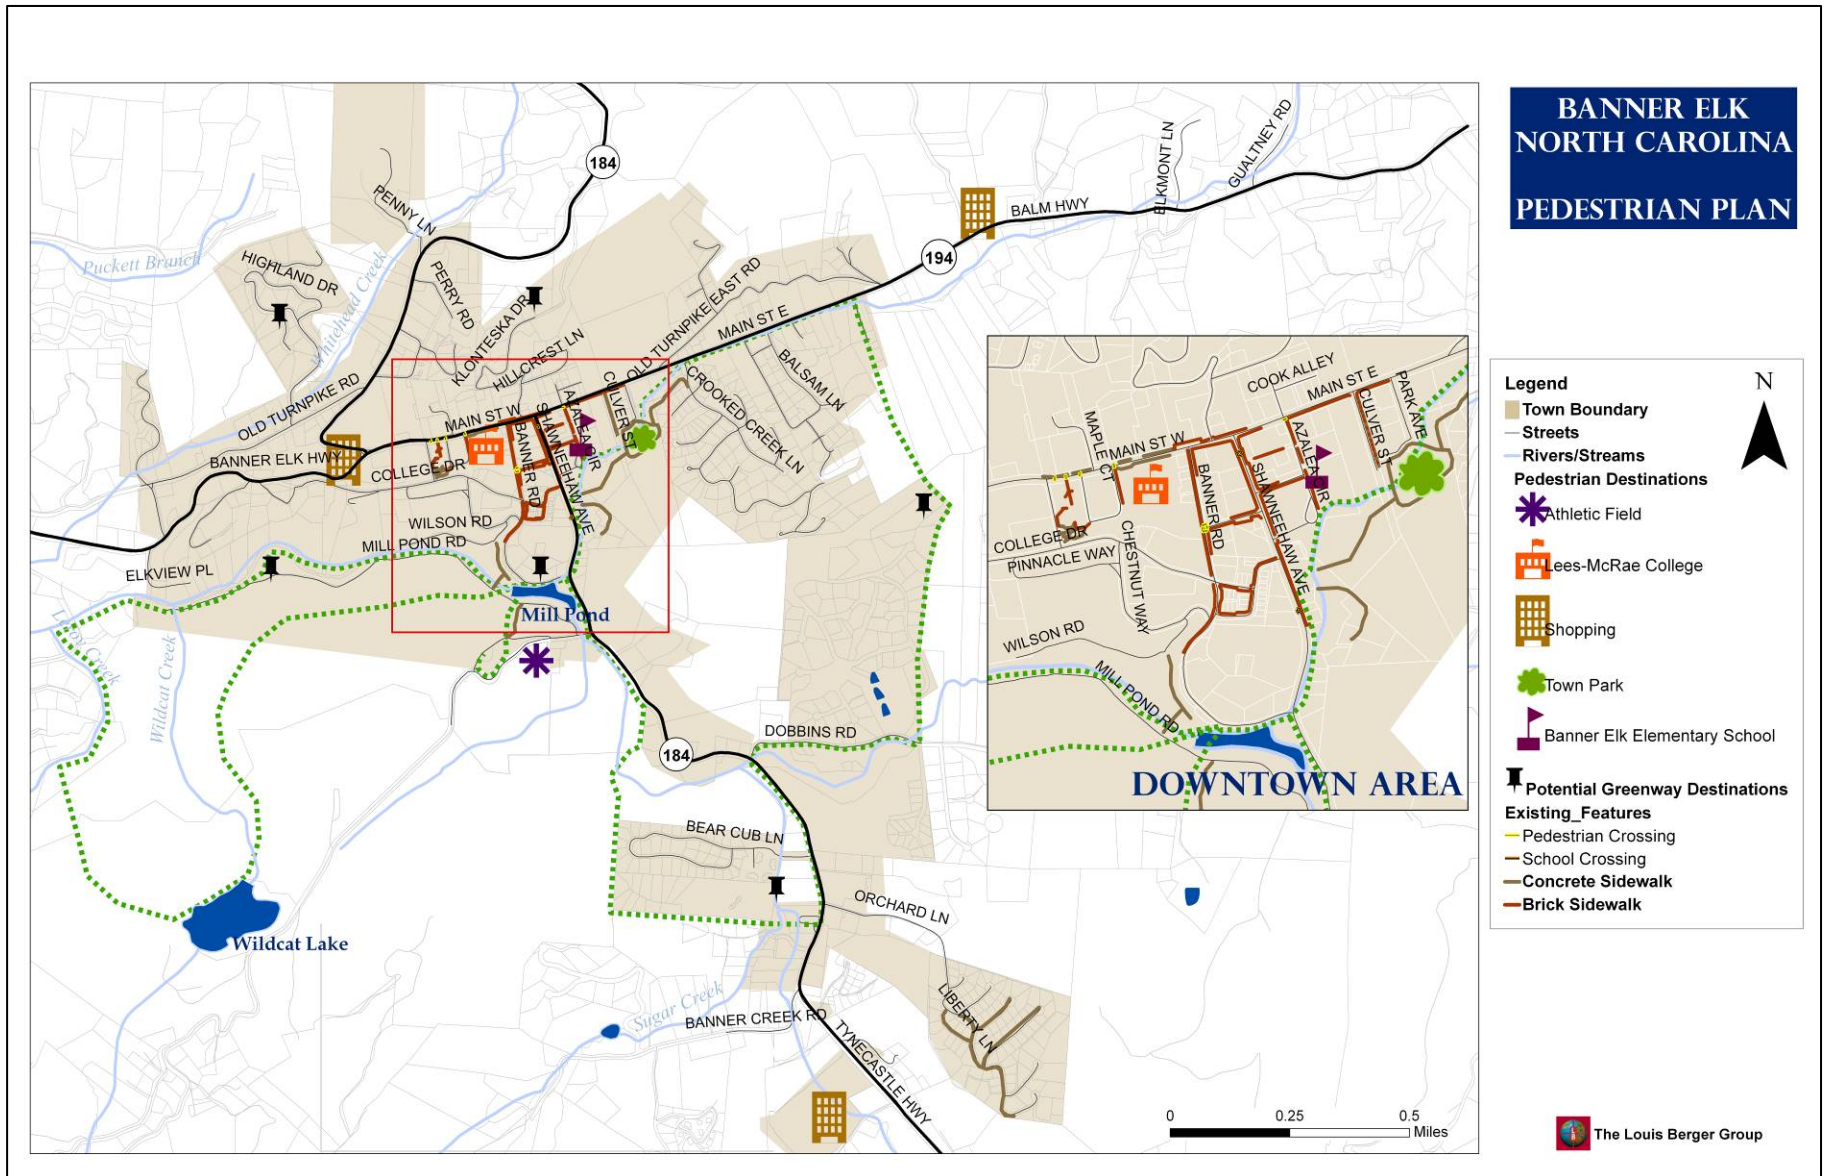 BANNER ELK
NORTH CAROLINA
PEDESTRIAN PLAN
184
PENNY LN
Puckett Branch
HIGHLAND DR
Whitehead Creek
PERRY RD
KLONTESKA DR
HILLCREST LN
OLD TURNPIKE EAST RD
MAIN ST E
194
BALM HWY
ELKMONT LN
GUALTNEY RD
OLD TURNPIKE RD
MAIN ST W
BANNER ELK HWY
COLLEGE DR
BANNER RD
SHAWNEEHAW AVE
AZALEA CIR
CULVER ST
CROOKED CREEK LN
BALSAM LN
WILSON RD
MILL POND RD
ELKVIEW PL
Mill Pond
Wildcat Creek
184
DOBBINS RD
BEAR CUB LN
ORCHARD LN
Wildcat Lake
Sugar Creek
BANNER CREEK RD
LIBERTY LN
TYNECASTLE HWY
COOK ALLEY
MAIN ST E
PARK AVE
CULVER ST
MAPLE CT
MAIN ST W
AZALEA CIR
BANNER RD
SHAWNEEHAW AVE
COLLEGE DR
PINNACLE WAY
CHESTNUT WAY
WILSON RD
MILL POND RD
DOWNTOWN AREA
Legend
N
Town Boundary
Streets
Rivers/Streams
Pedestrian Destinations
Athletic Field
Lees-McRae College
Shopping
Town Park
Banner Elk Elementary School
Potential Greenway Destinations
Existing_Features
Pedestrian Crossing
School Crossing
Concrete Sidewalk
Brick Sidewalk
0 0.25 0.5
Miles
The Louis Berger Group